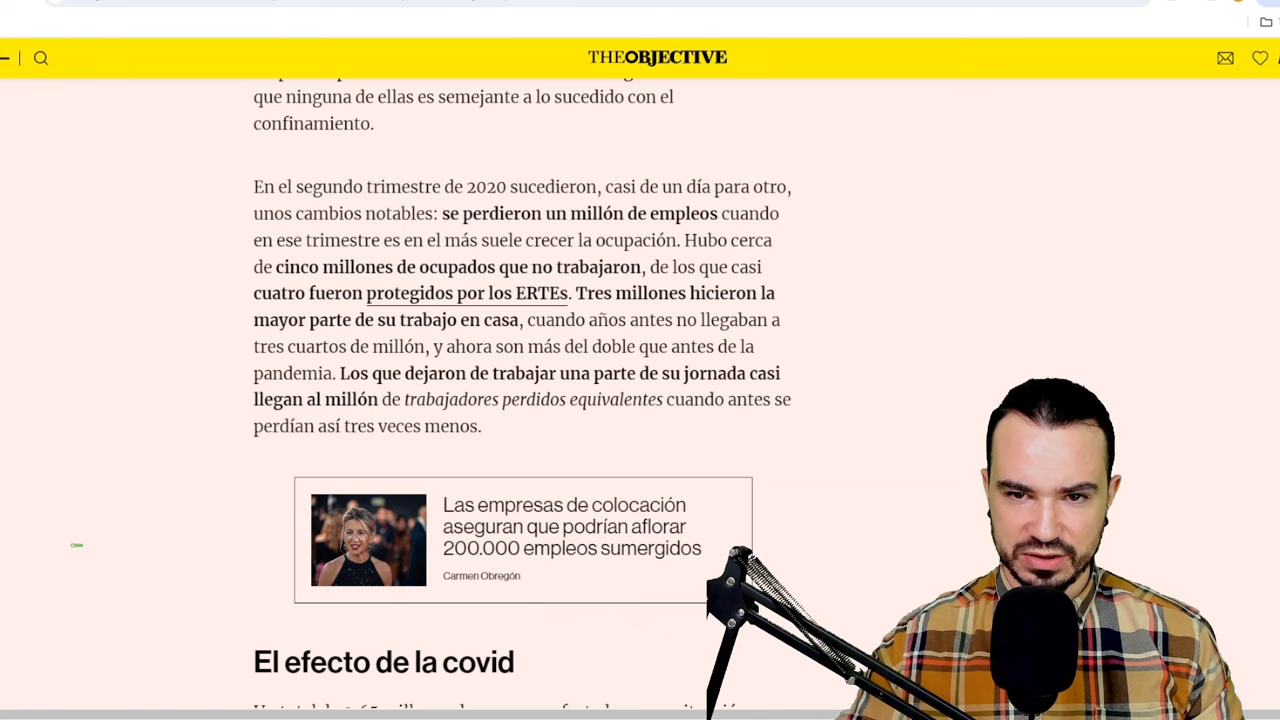 THEOBJECTIVE
que ninguna de ellas es semejante a lo sucedido con el
confinamiento.
En el segundo trimestre de 2020 sucedieron, casi de un día para otro,
unos cambios notables: se perdieron un millón de empleos cuando
en ese trimestre es en el más suele crecer la ocupación. Hubo cerca
de cinco millones de ocupados que no trabajaron, de los que casi
cuatro fueron protegidos por los ERTEs. Tres millones hicieron la
mayor parte de su trabajo en casa, cuando años antes no llegaban a
tres cuartos de millón, y ahora son más del doble que antes de la
pandemia. Los que dejaron de trabajar una parte de su jornada casi
llegan al millón de trabajadores perdidos equivalentes cuando antes se
perdían así tres veces menos.
Las empresas de colocación
aseguran que podrían aflorar
200.000 empleos sumergidos
Carmen Obregón
El efecto de la covid